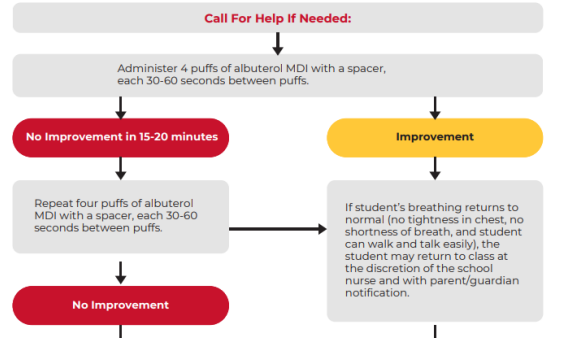 Call For Help If Needed:
Administer 4 puffs of albuterol MDI with a spacer,
each 30-60 seconds between puffs.
No Improvement in 15-20 minutes
Improvement
Repeat four puffs of albuterol
MDI with a spacer, each 30-60
seconds between puffs.
If student's breathing returns to
normal (no tightness in chest, no
shortness of breath, and student
can walk and talk easily), the
student may return to class at
the discretion of the school
nurse and with parent/guardian
notification.
No Improvement